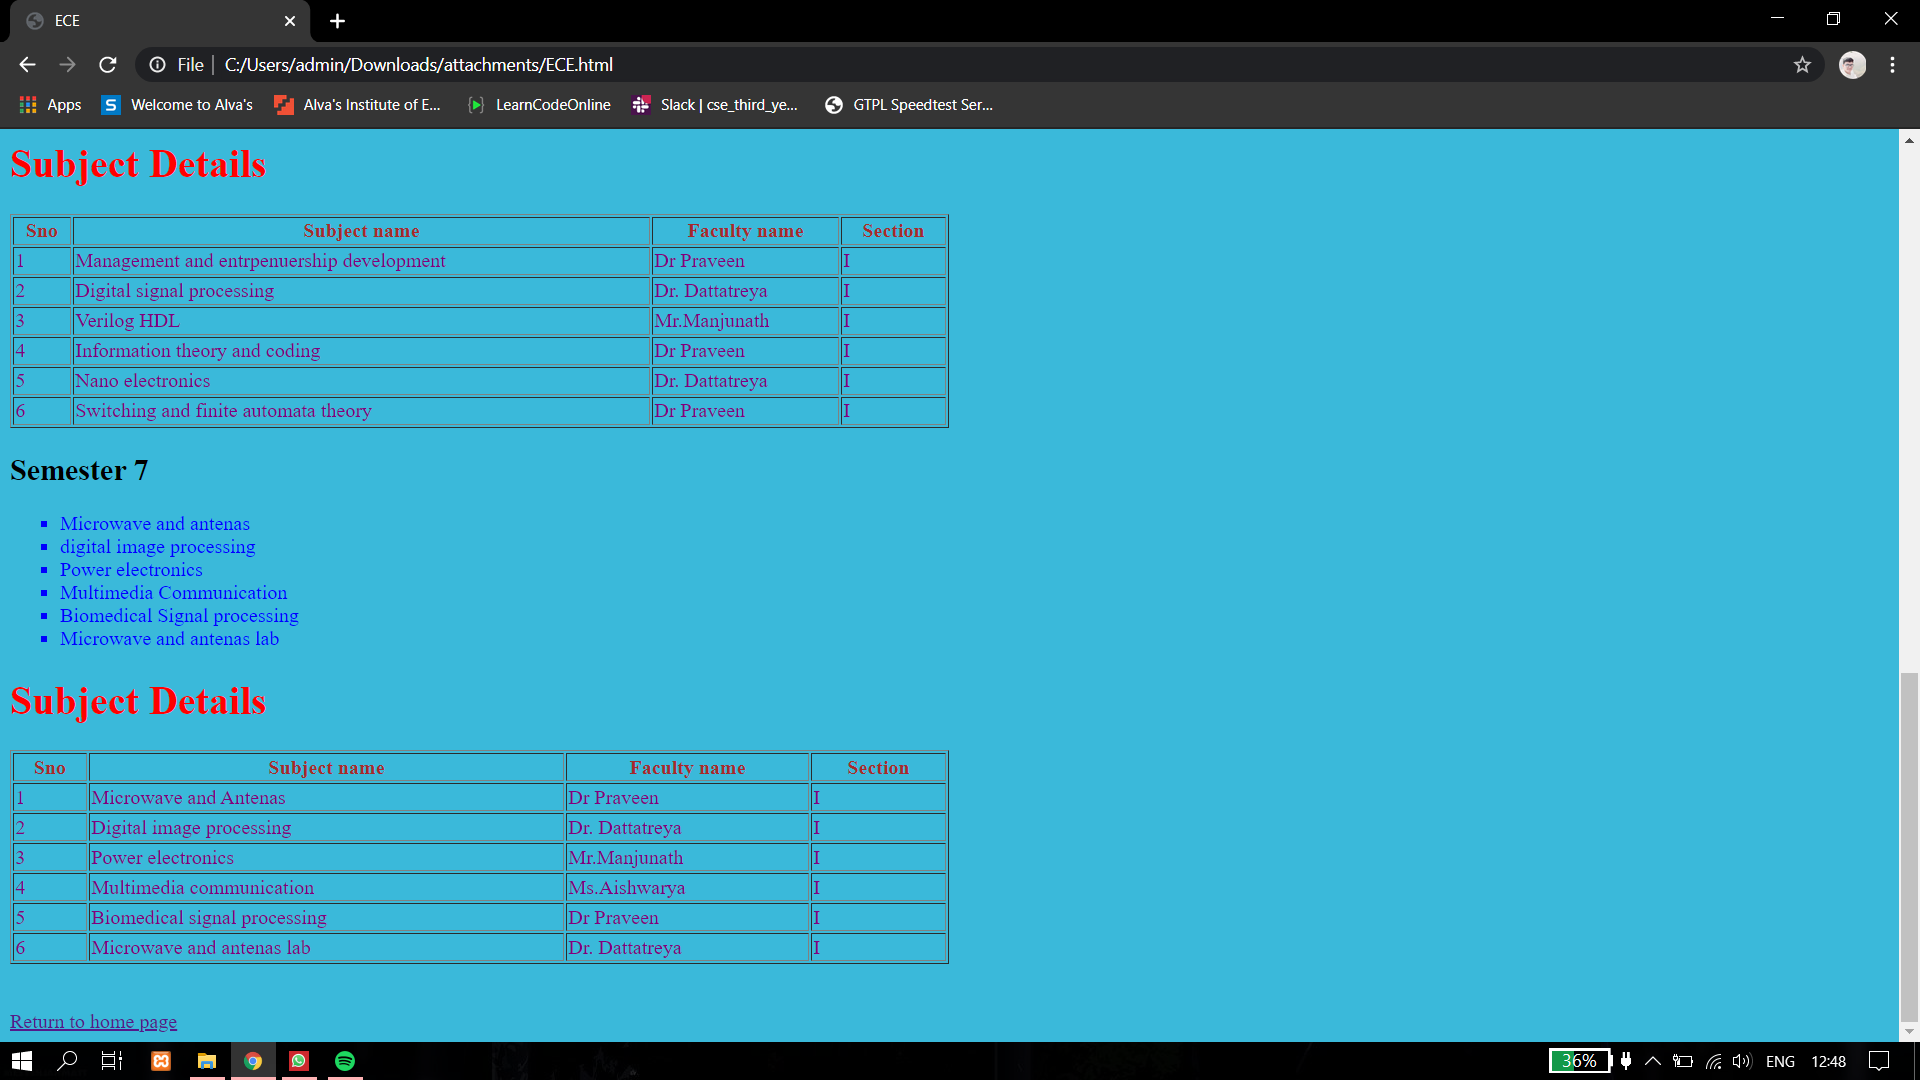 ECE
File C:/Users/admin/Downloads/attachments/ECE.html
Apps Welcome to Alva's Alva's Institute of E... LearnCodeOnline Slack | cse_third_ye... GTPL Speedtest Ser...
Subject Details
Sno Subject name Faculty name Section
1 Management and entrpenuership development Dr Praveen I
2 Digital signal processing Dr. Dattatreya I
3 Verilog HDL Mr.Manjunath I
4 Information theory and coding Dr Praveen I
5 Nano electronics Dr. Dattatreya I
6 Switching and finite automata theory Dr Praveen I
Semester 7
Microwave and antenas
digital image processing
Power electronics
Multimedia Communication
Biomedical Signal processing
Microwave and antenas lab
Subject Details
Sno Subject name Faculty name Section
1 Microwave and Antenas Dr Praveen I
2 Digital image processing Dr. Dattatreya I
3 Power electronics Mr.Manjunath I
4 Multimedia communication Ms.Aishwarya I
5 Biomedical signal processing Dr Praveen I
6 Microwave and antenas lab Dr. Dattatreya I
Return to home page
36% ENG 12:48